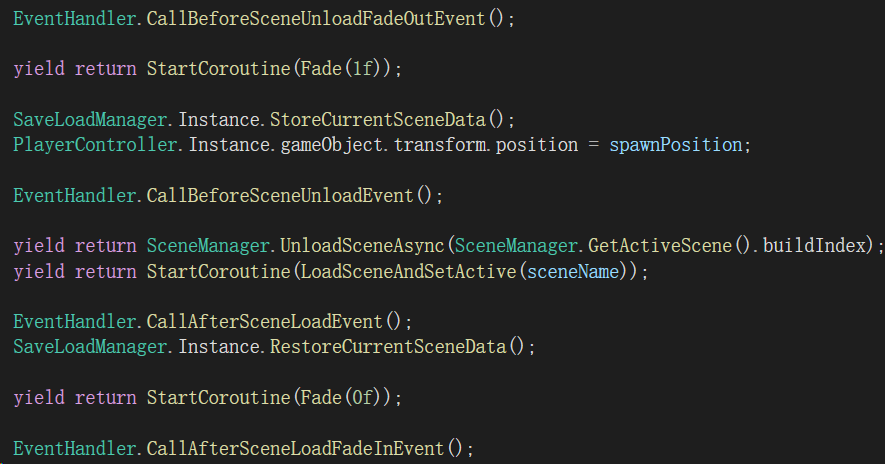 EventHandler.CallBeforeSceneUnloadFadeOutEvent();
yield return StartCoroutine(Fade(1f));
SaveLoadManager.Instance.StoreCurrentSceneData();
PlayerController.Instance.gameObject.transform.position = spawnPosition;
EventHandler.CallBeforeSceneUnloadEvent();
yield return SceneManager.UnloadSceneAsync(SceneManager.GetActiveScene().buildIndex);
yield return StartCoroutine(LoadSceneAndSetActive(sceneName));
EventHandler.CallAfterSceneLoadEvent();
SaveLoadManager.Instance.RestoreCurrentSceneData();
yield return StartCoroutine(Fade(0f));
EventHandler.CallAfterSceneLoadFadeInEvent();